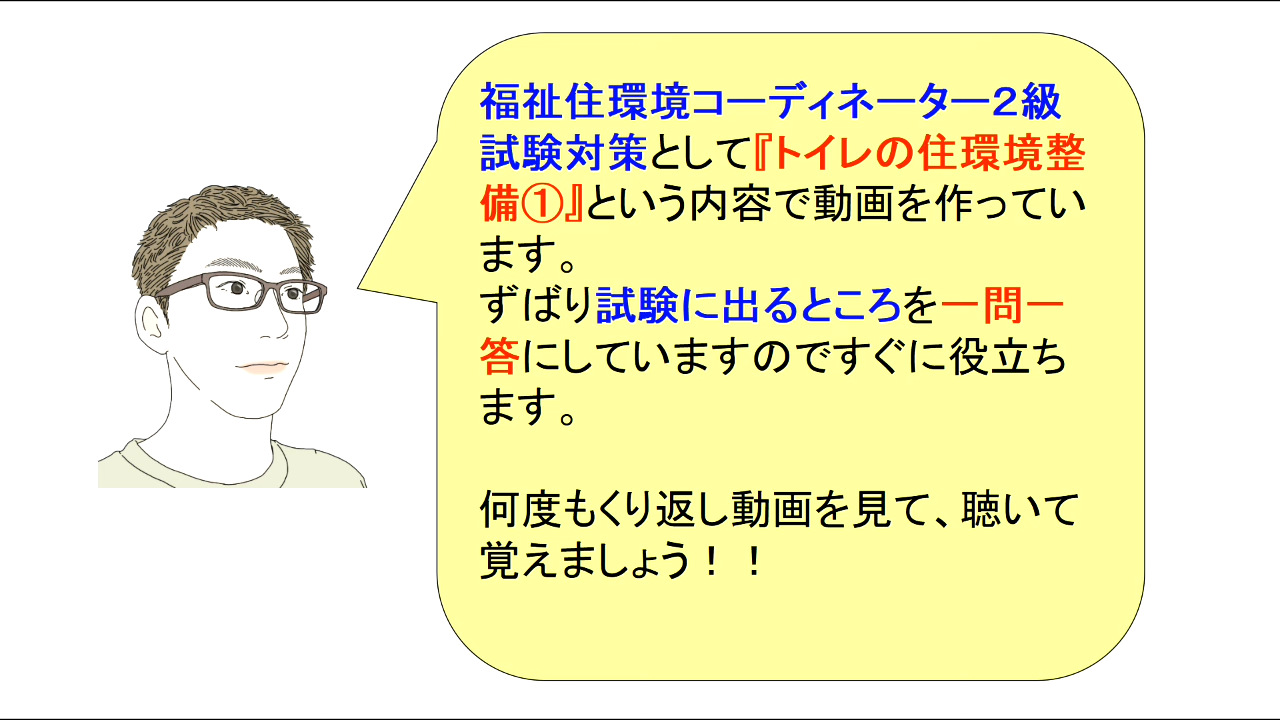 福祉住環境コーディネーター２級
試験対策として『トイレの住環境整
備①』という内容で動画を作ってい
ます。
ずばり試験に出るところを一問一
答にしていますのですぐに役立ち
ます。
何度もくり返し動画を見て、聴いて
覚えましょう！！